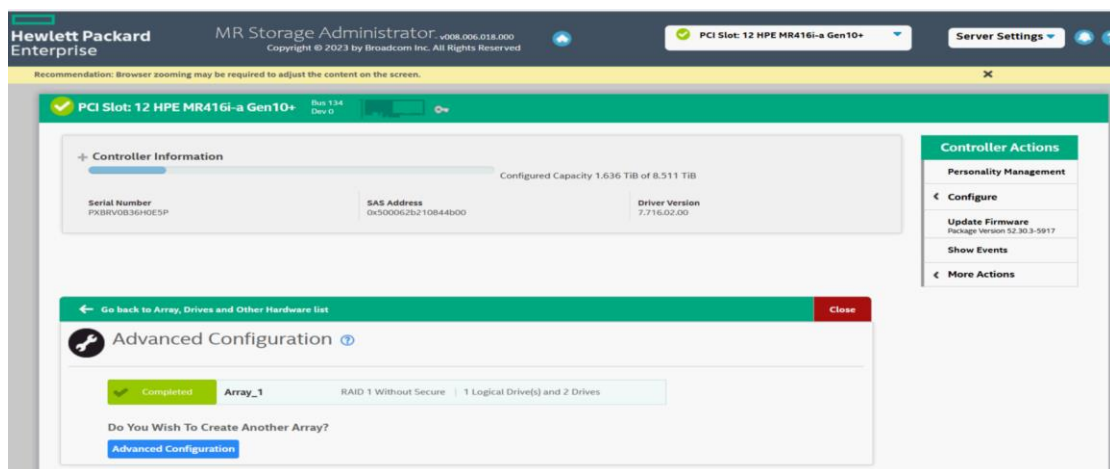 Hewlett Packard
Enterprise
MR Storage Administrator v008.006.018.000
Copyright © 2023 by Broadcom Inc. All Rights Reserved
PCI Slot: 12 HPE MR416i-a Gen10+
Server Settings
Recommendation: Browser zooming may be required to adjust the content on the screen.
PCI Slot: 12 HPE MR416i-a Gen10+
Bus 134
Dev 0
Controller Information
Configured Capacity 1.636 TiB of 8.511 TiB
Serial Number
PXBRV0B36H0E5P
SAS Address
0x500062b210844b00
Driver Version
7.716.02.00
Controller Actions
Personality Management
Configure
Update Firmware
Package Version 52.30.3-5917
Show Events
More Actions
Go back to Array, Drives and Other Hardware list
Close
Advanced Configuration
Completed
Array_1
RAID 1 Without Secure | 1 Logical Drive(s) and 2 Drives
Do You Wish To Create Another Array?
Advanced Configuration